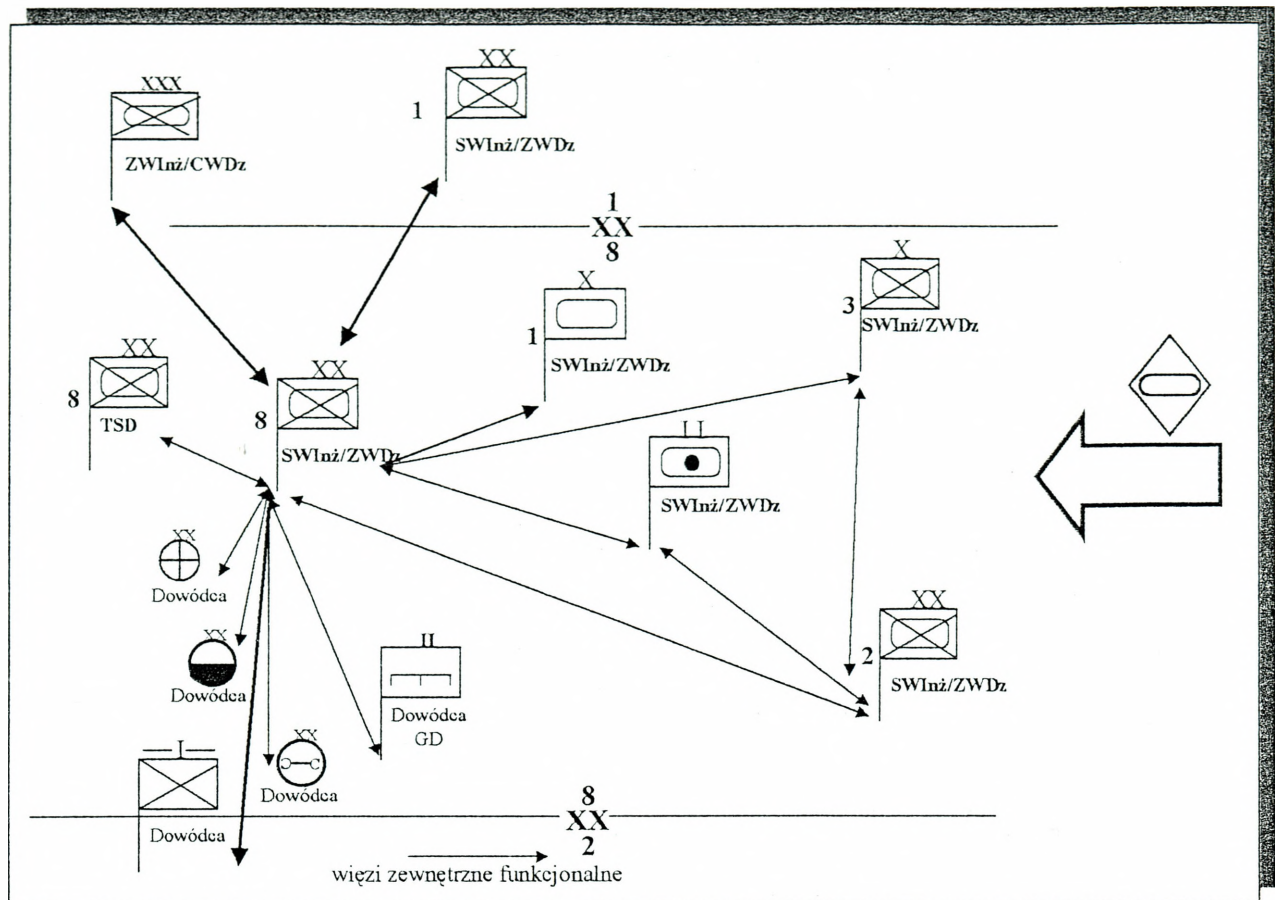 XXX
ZWInż/CWDz
XX
1
SWInż/ZWDz
1
XX
8
X
1
SWInż/ZWDz
X
3
SWInż/ZWDz
XX
8
TSD
XX
8
SWInż/ZWDz
I I
SWInż/ZWDz
XX
Dowódca
XX
Dowódca
II
Dowódca
GD
XX
2
SWInż/ZWDz
XX
Dowódca
I
Dowódca
8
XX
2
więzi zewnętrzne funkcjonalne